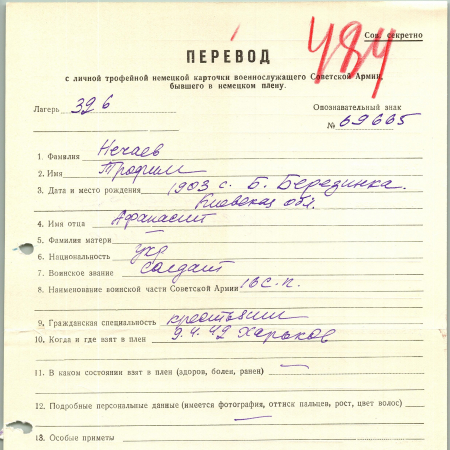 484
Сов. секретно
ПЕРЕВОД
с личной трофейной немецкой карточки военнослужащего Советской Армии,
бывшего в немецком плену.
Лагерь 326
Опознавательный знак
№ 69665
1. Фамилия Нечаев
2. Имя Трофим
3. Дата и место рождения 1903 с. Б. Березинка.
Киевская обл.
4. Имя отца Афанасий
5. Фамилия матери —
6. Национальность укр
7. Воинское звание солдат
8. Наименование воинской части Советской Армии 16 с. п.
9. Гражданская специальность крестьянин
10. Когда и где взят в плен 9.4.42 Харьков
11. В каком состоянии взят в плен (здоров, болен, ранен) —
12. Подробные персональные данные (имеется фотография, оттиск пальцев, рост, цвет волос)
—
13. Особые приметы